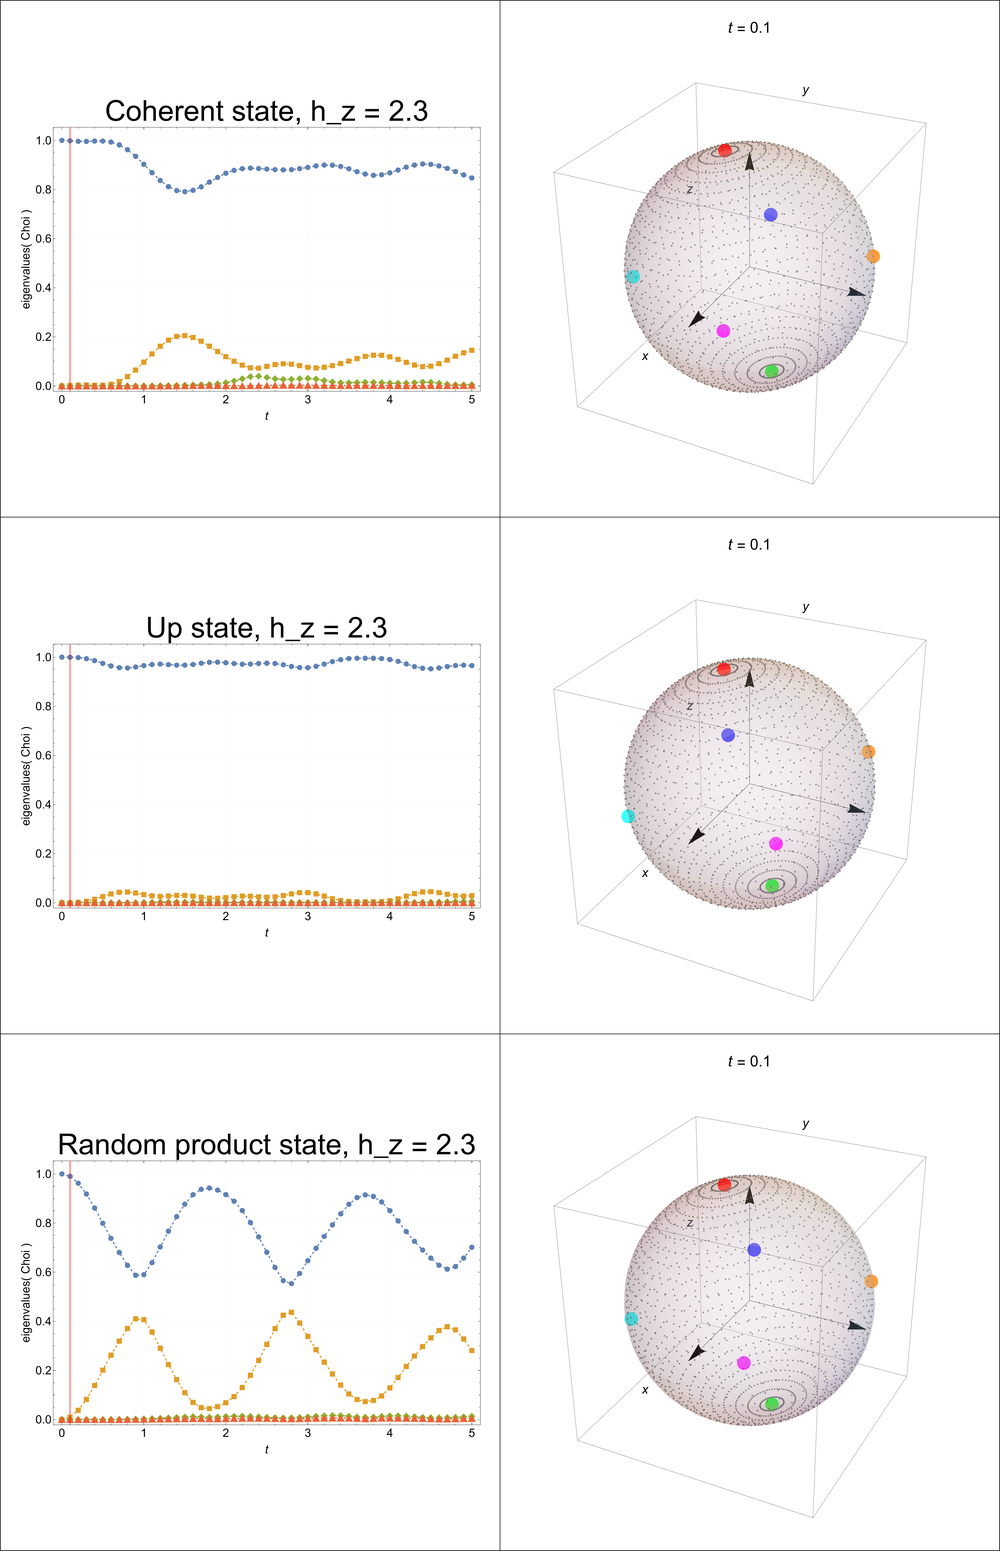 Coherent state, h_z = 2.3
eigenvalues( Choi )
1.0
0.8
0.6
0.4
0.2
0.0
0 1 2 3 4 5
t
t = 0.1
y
z
x
Up state, h_z = 2.3
eigenvalues( Choi )
1.0
0.8
0.6
0.4
0.2
0.0
0 1 2 3 4 5
t
t = 0.1
y
z
x
Random product state, h_z = 2.3
eigenvalues( Choi )
1.0
0.8
0.6
0.4
0.2
0.0
0 1 2 3 4 5
t
t = 0.1
y
z
x